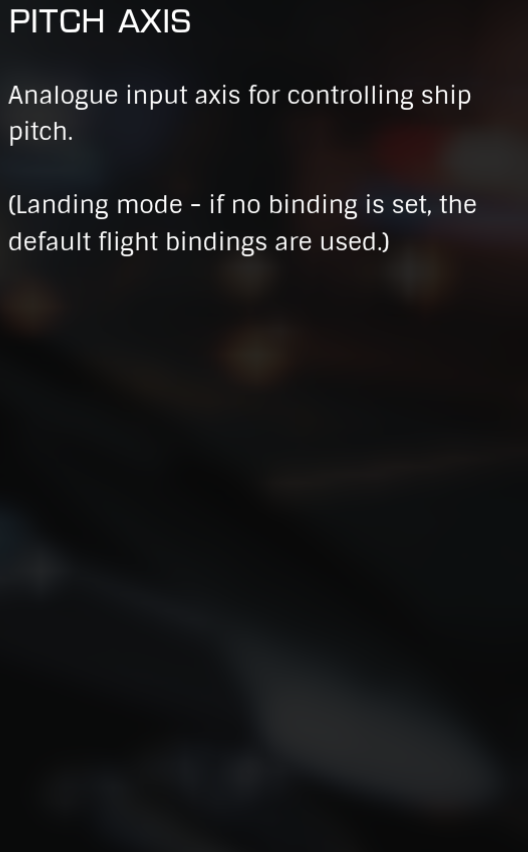 PITCH AXIS
Analogue input axis for controlling ship
pitch.
(Landing mode - if no binding is set, the
default flight bindings are used.)